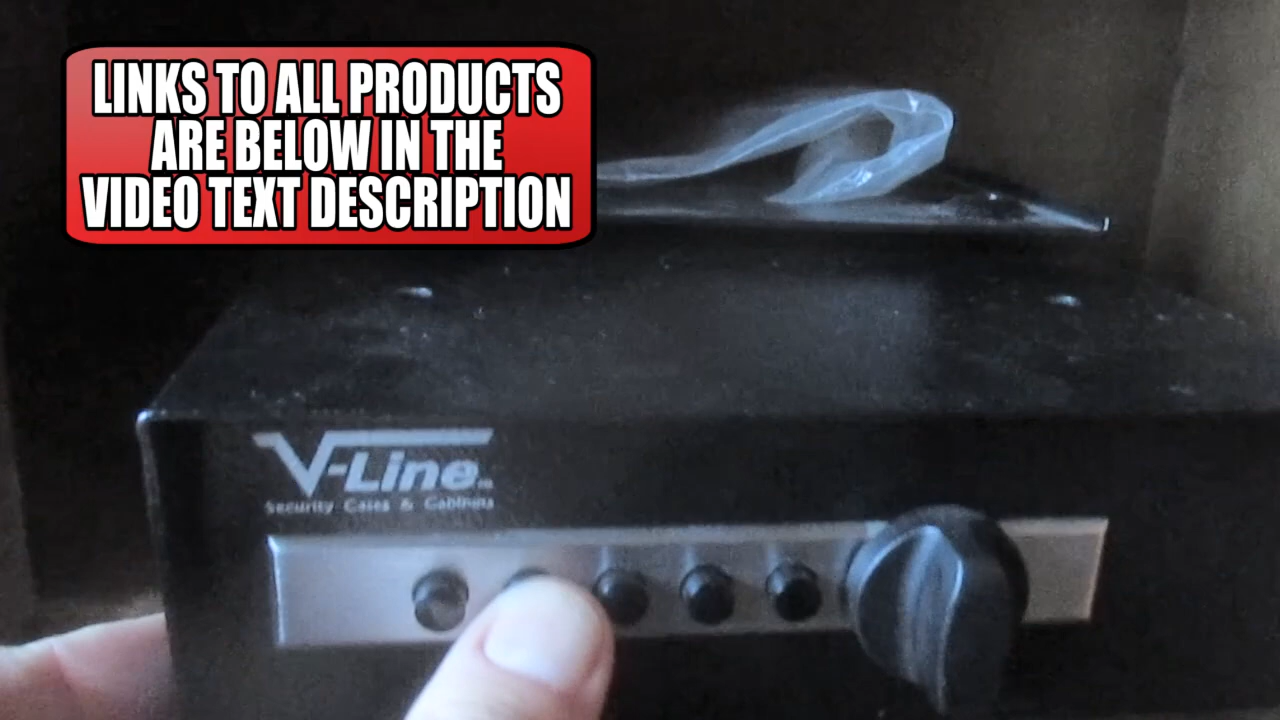 LINKS TO ALL PRODUCTS
ARE BELOW IN THE
VIDEO TEXT DESCRIPTION
V-Line
Security Cases & Cabinets